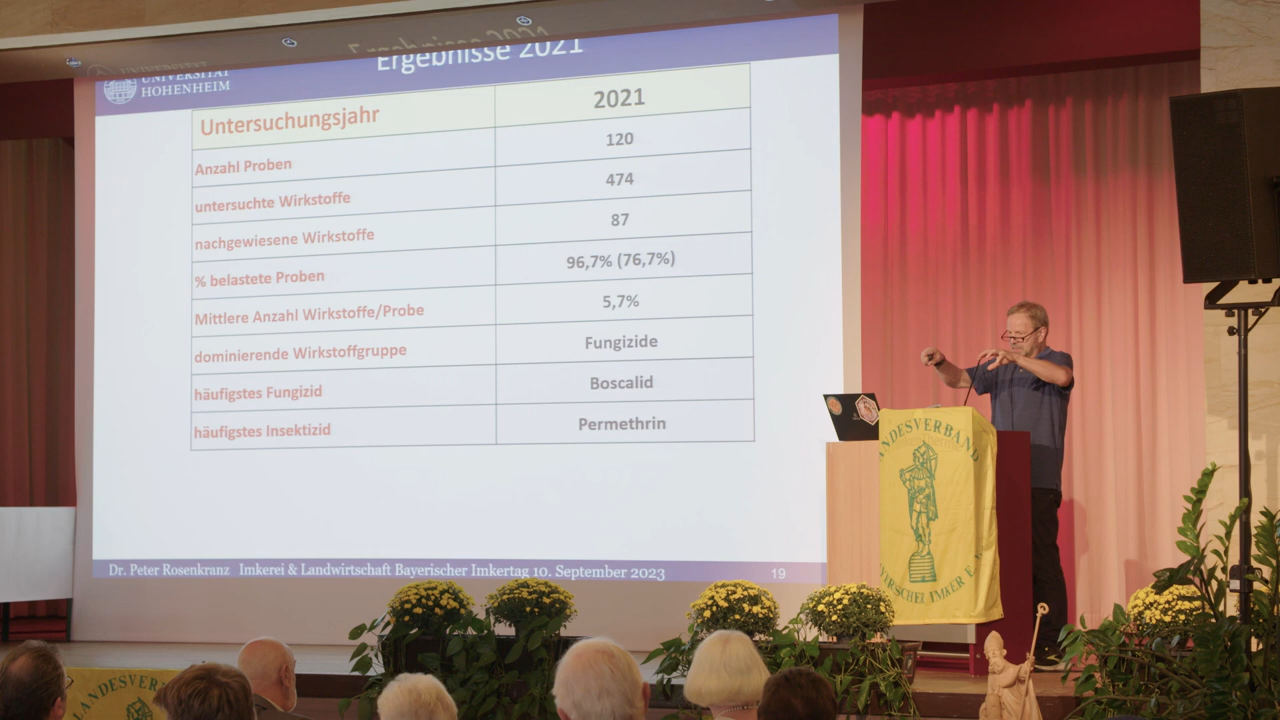 Ergebnisse 2021
UNIVERSITÄT
HOHENHEIM
Untersuchungsjahr 2021
Anzahl Proben 120
untersuchte Wirkstoffe 474
nachgewiesene Wirkstoffe 87
% belastete Proben 96,7% (76,7%)
Mittlere Anzahl Wirkstoffe/Probe 5,7%
dominierende Wirkstoffgruppe Fungizide
häufigstes Fungizid Boscalid
häufigstes Insektizid Permethrin
Dr. Peter Rosenkranz Imkerei & Landwirtschaft Bayerischer Imkertag 10. September 2023 19
LANDESVERBAND
IMKER E.
LANDESVER